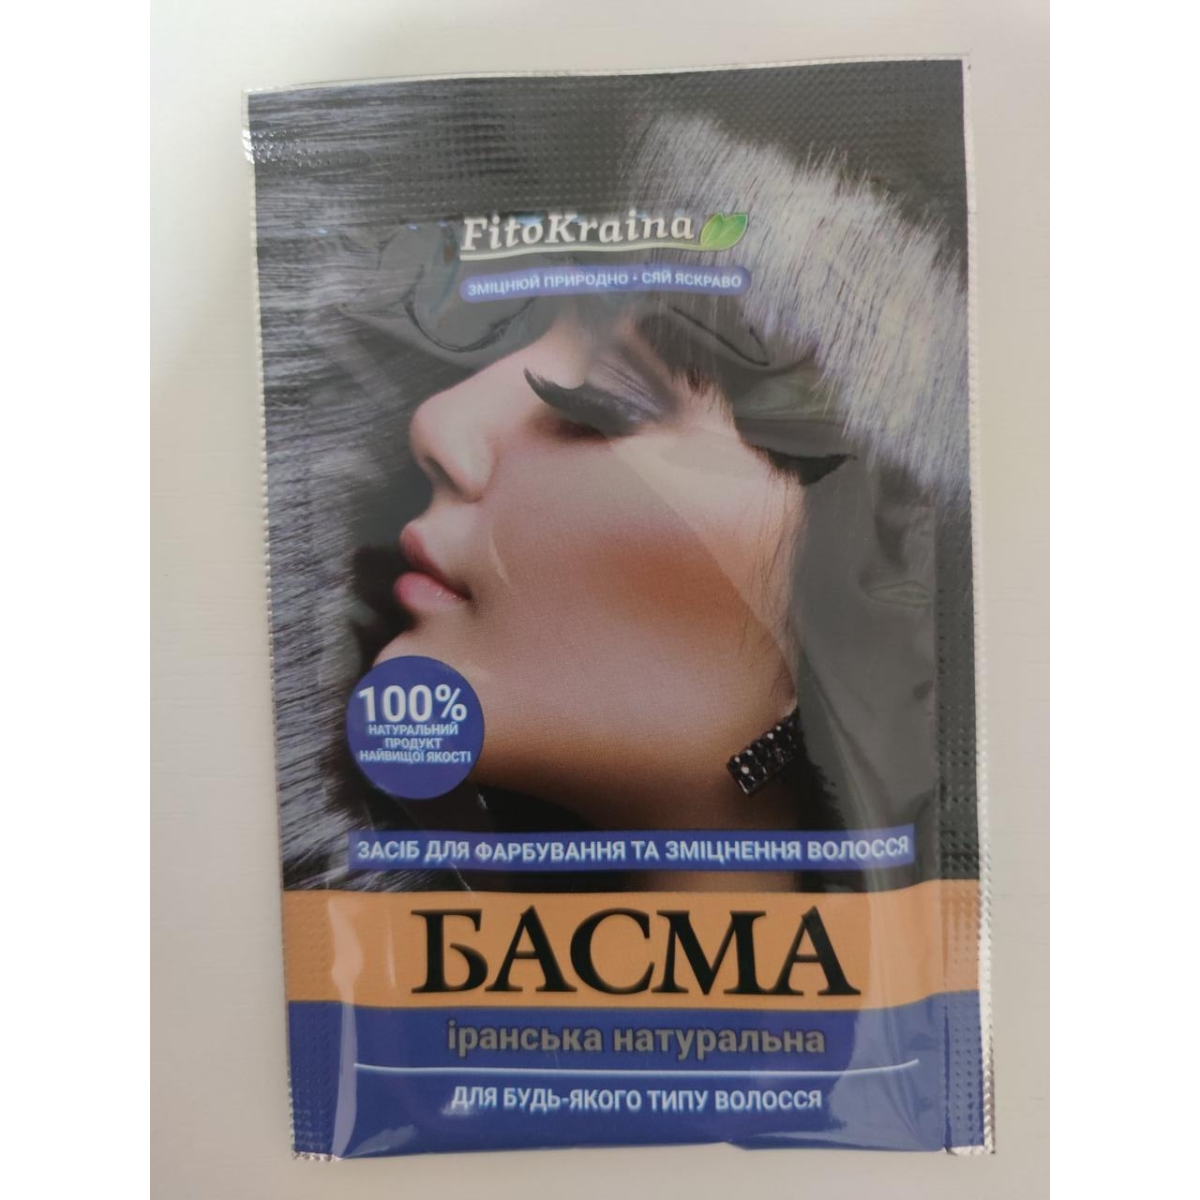 FitoKraina
ЗМІЦНЮЙ ПРИРОДНО • СЯЙ ЯСКРАВО
100%
НАТУРАЛЬНИЙ
ПРОДУКТ
НАЙВИЩОЇ ЯКОСТІ
ЗАСІБ ДЛЯ ФАРБУВАННЯ ТА ЗМІЦНЕННЯ ВОЛОССЯ
БАСМА
іранська натуральна
ДЛЯ БУДЬ-ЯКОГО ТИПУ ВОЛОССЯ